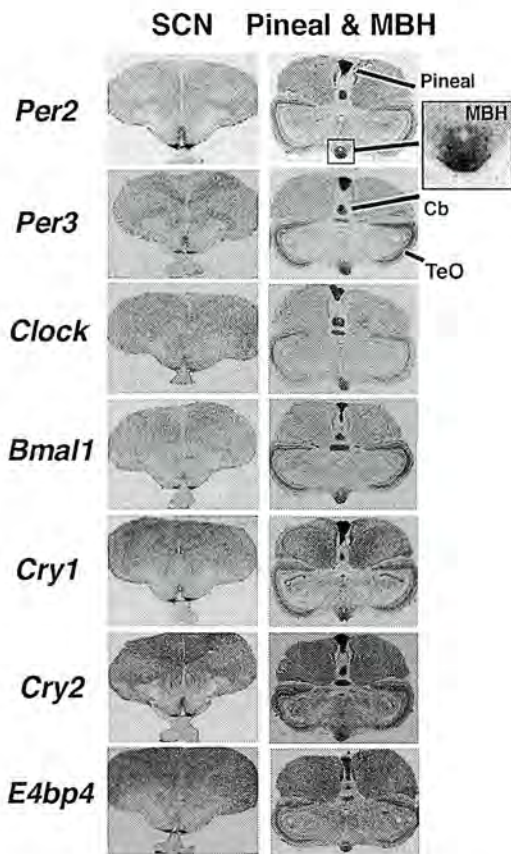 SCN Pineal & MBH
Per2
Pineal
MBH
Per3
Cb
TeO
Clock
Bmal1
Cry1
Cry2
E4bp4